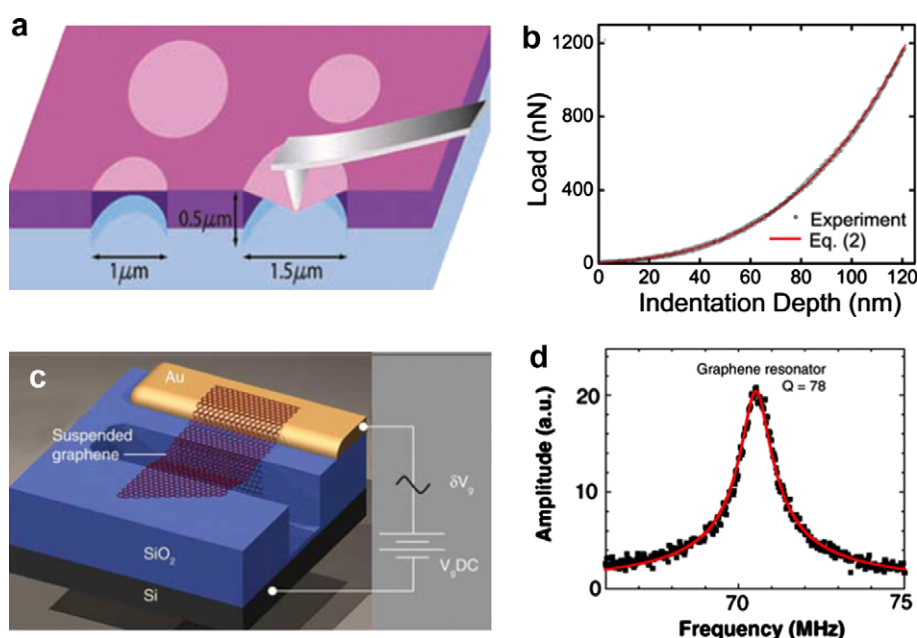 a
0.5μm
1μm
1.5μm
b
1200
800
400
0
Load (nN)
Experiment
Eq. (2)
0 20 40 60 80 100 120
Indentation Depth (nm)
c
Au
Suspended
graphene
δVg
VgDC
SiO2
Si
d
Graphene resonator
Q = 78
20
10
0
Amplitude (a.u.)
70 75
Frequency (MHz)